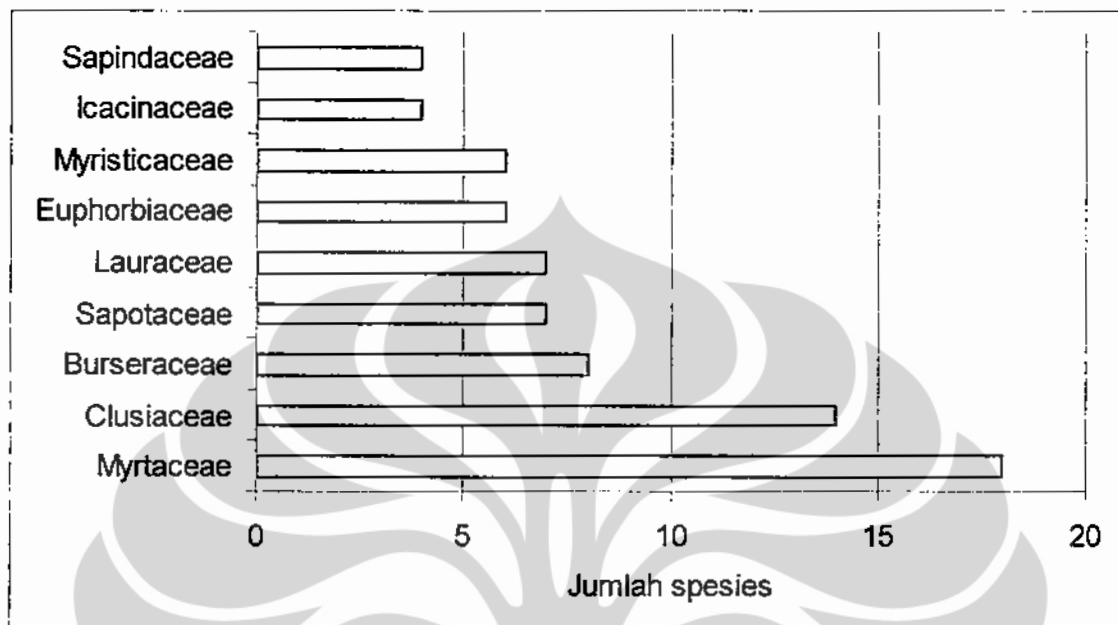 Sapindaceae
Icacinaceae
Myristicaceae
Euphorbiaceae
Lauraceae
Sapotaceae
Burseraceae
Clusiaceae
Myrtaceae
0 5 10 15 20
Jumlah spesies